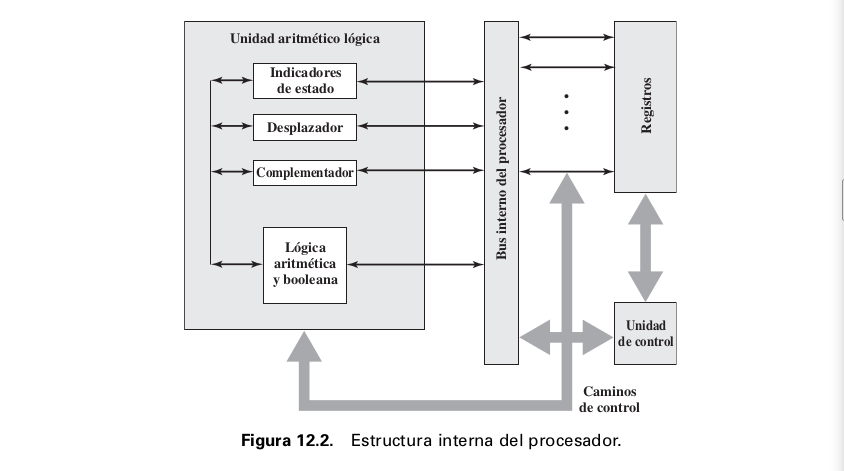 Unidad aritmético lógica
Indicadores
de estado
Desplazador
Complementador
Lógica
aritmética
y booleana
Bus interno del procesador
Registros
Unidad
de control
Caminos
de control
Figura 12.2. Estructura interna del procesador.